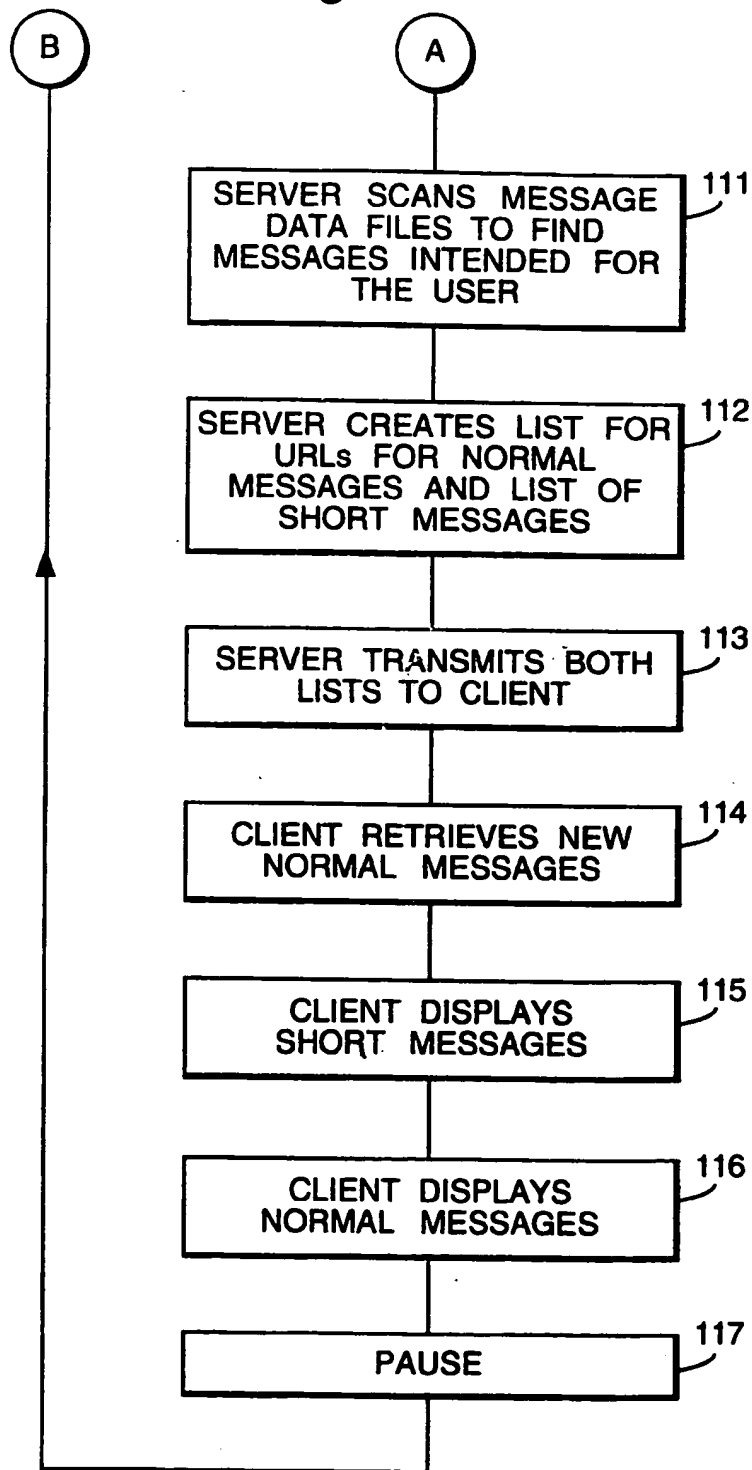 B
A
111
SERVER SCANS MESSAGE
DATA FILES TO FIND
MESSAGES INTENDED FOR
THE USER
112
SERVER CREATES LIST FOR
URLs FOR NORMAL
MESSAGES AND LIST OF
SHORT MESSAGES
113
SERVER TRANSMITS BOTH
LISTS TO CLIENT
114
CLIENT RETRIEVES NEW
NORMAL MESSAGES
115
CLIENT DISPLAYS
SHORT MESSAGES
116
CLIENT DISPLAYS
NORMAL MESSAGES
117
PAUSE